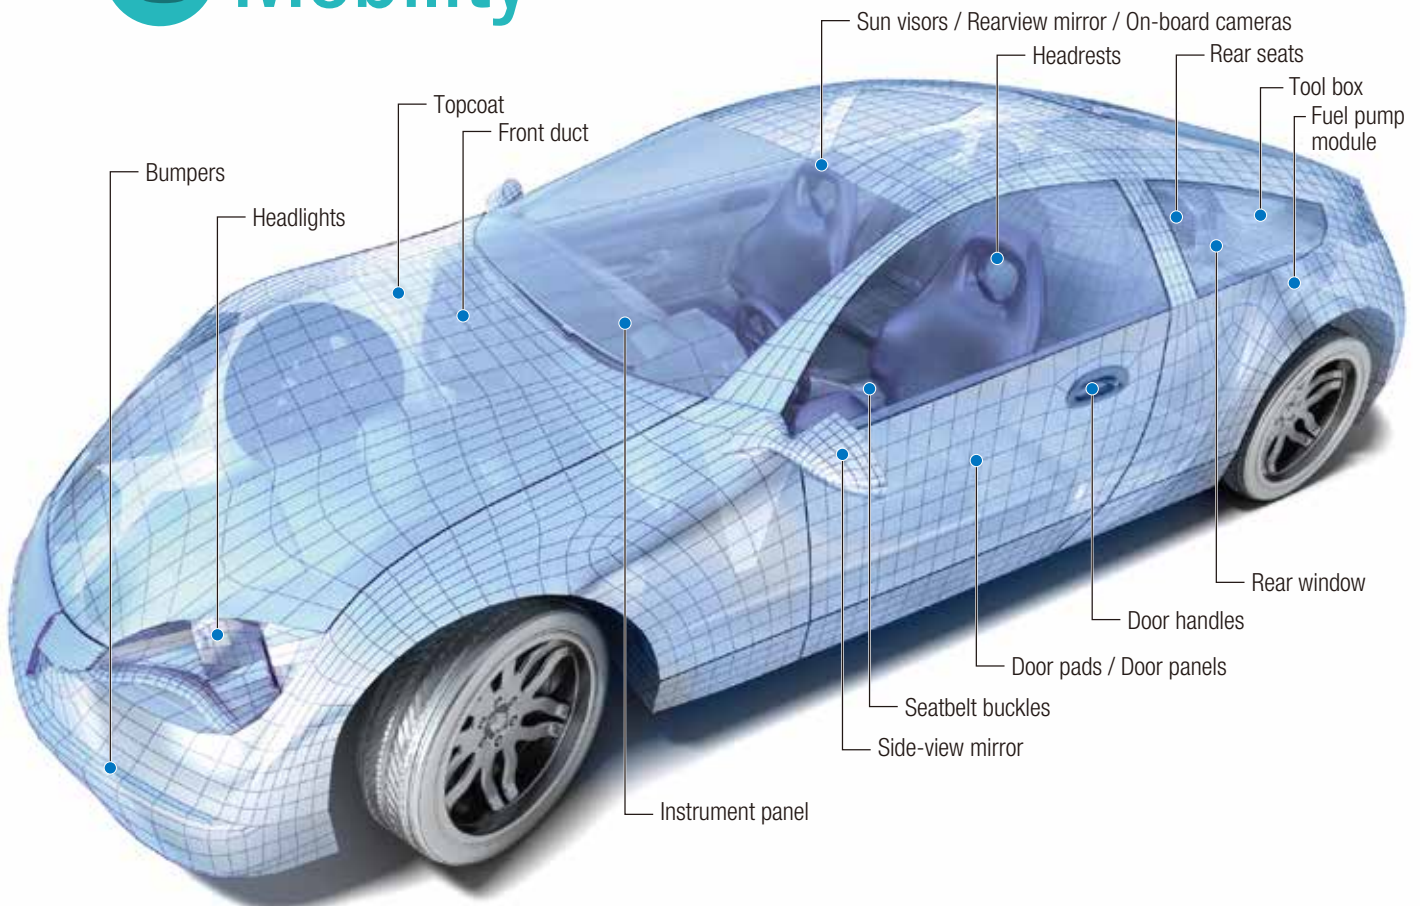 Mobility
Sun visors / Rearview mirror / On-board cameras
Headrests
Rear seats
Tool box
Fuel pump
module
Topcoat
Front duct
Bumpers
Headlights
Rear window
Door handles
Door pads / Door panels
Seatbelt buckles
Side-view mirror
Instrument panel